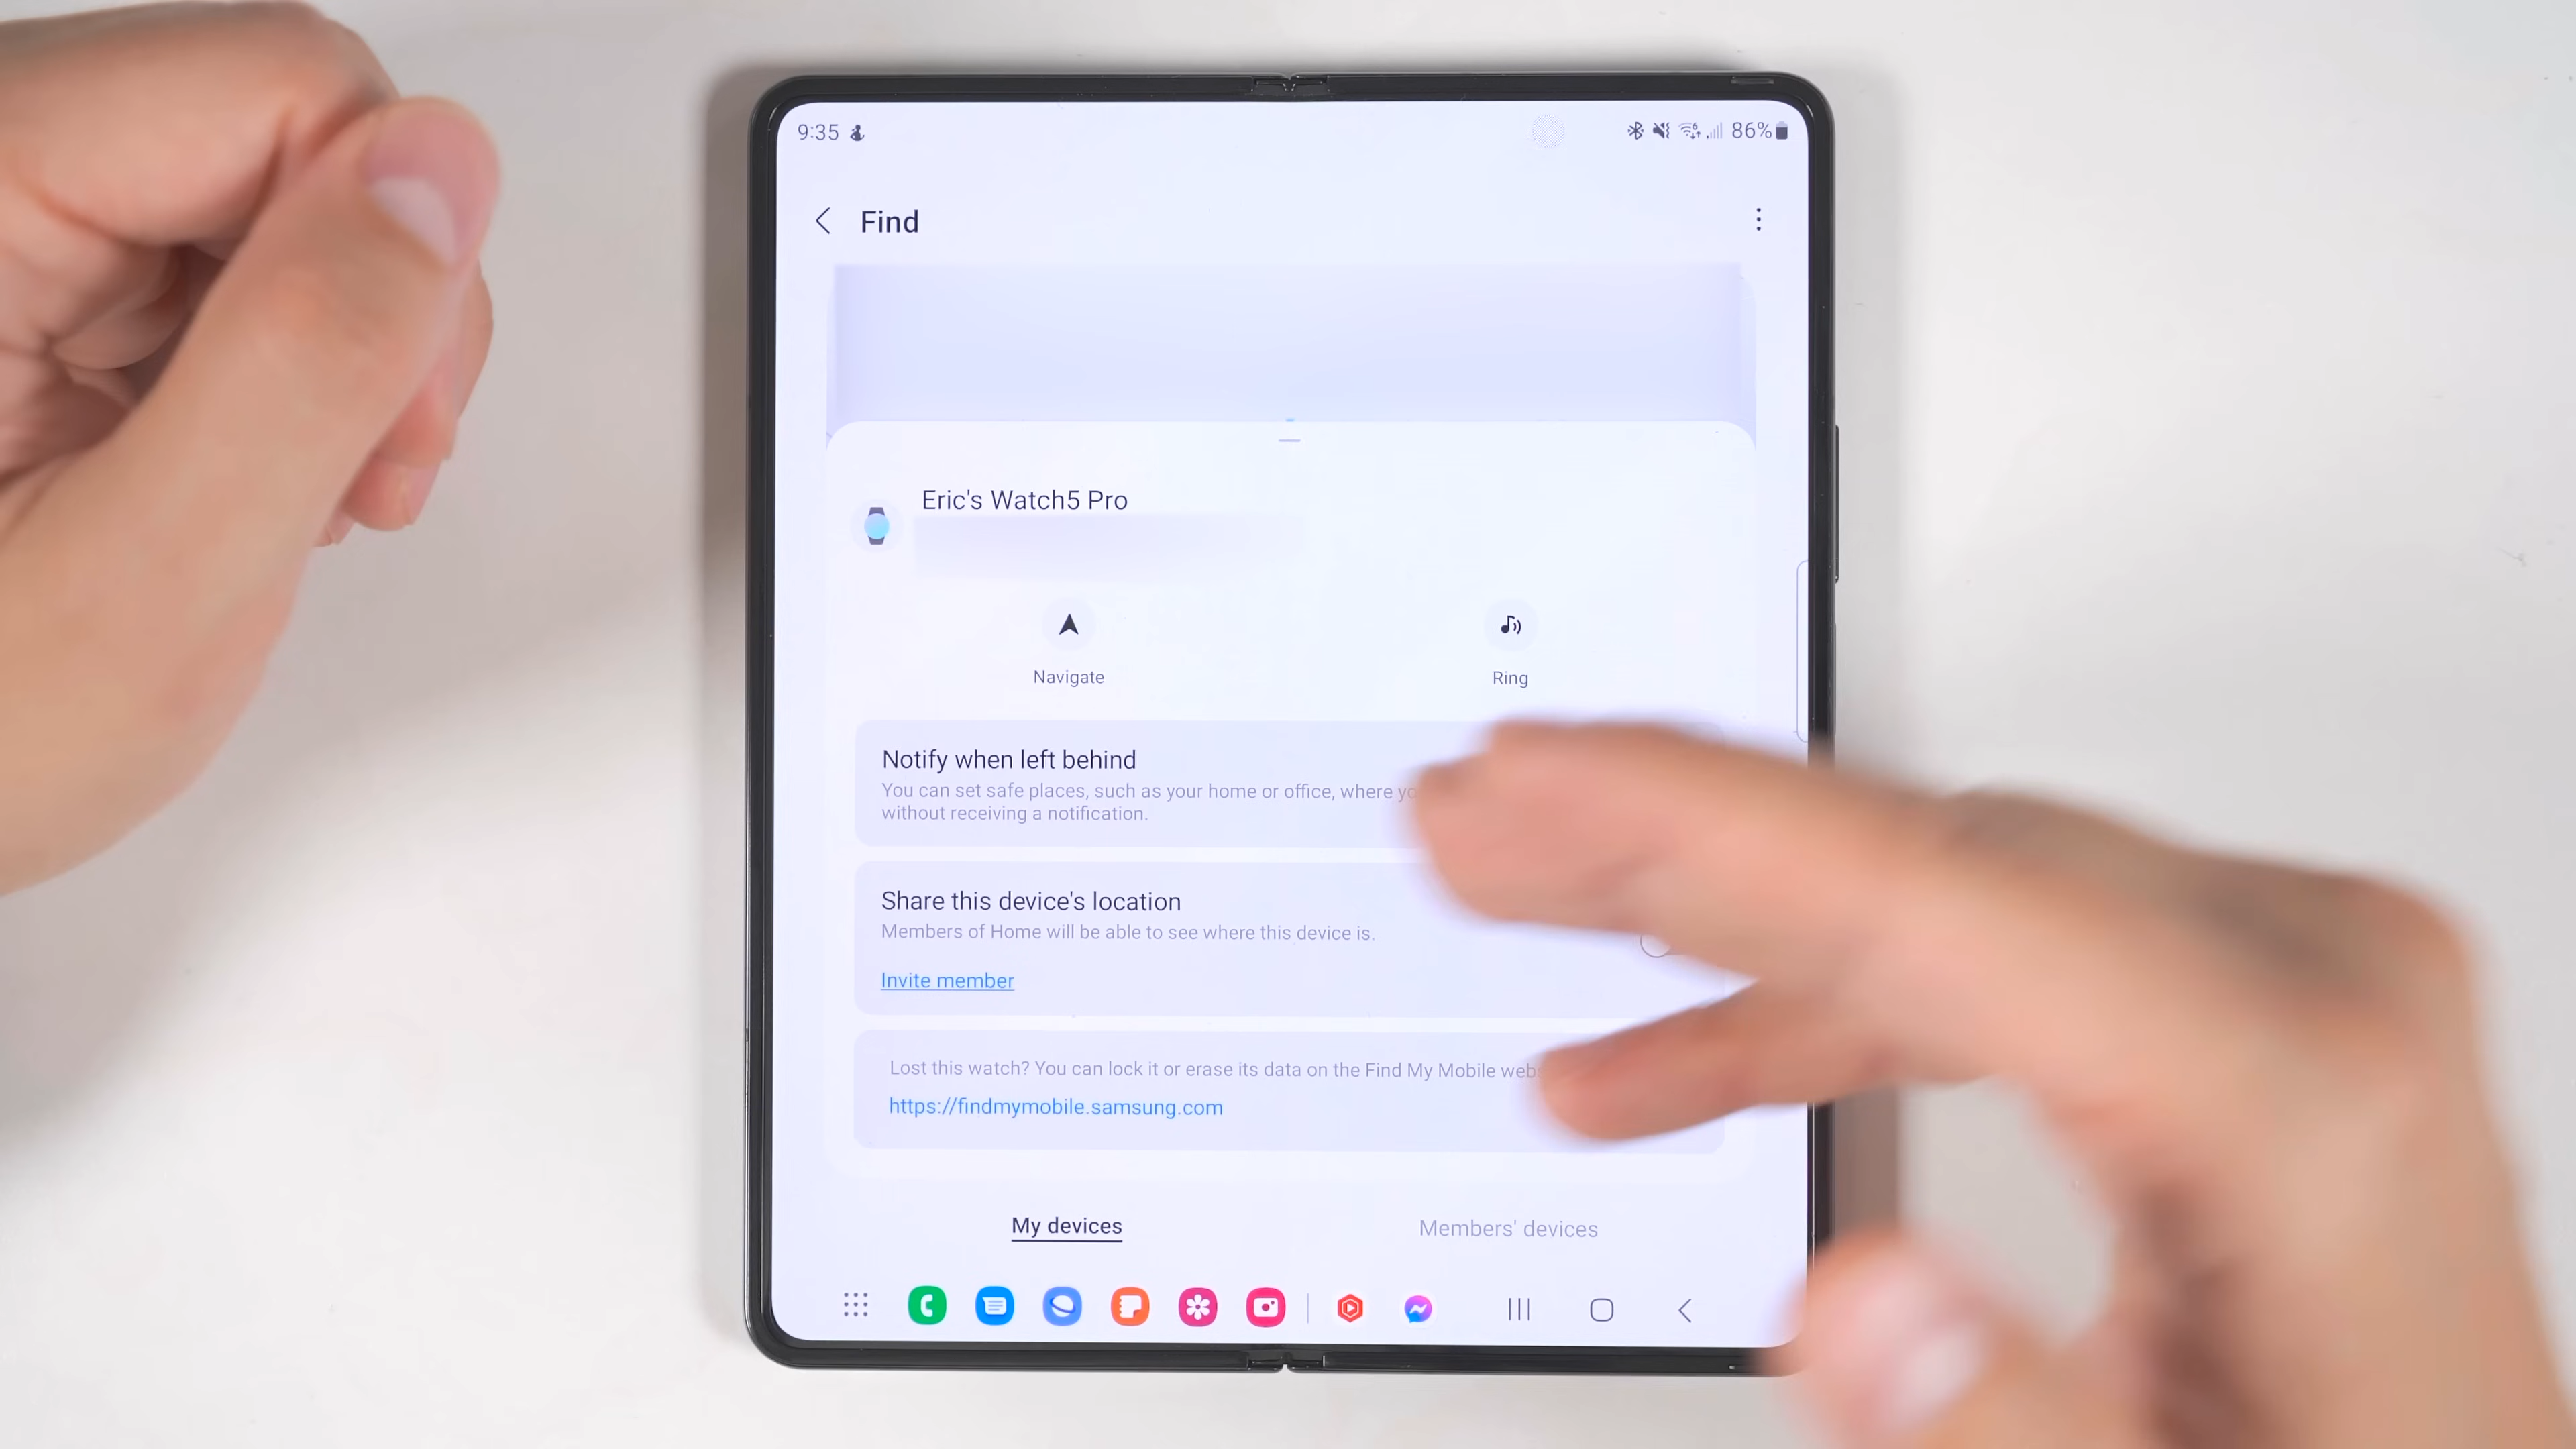 9:35
86%
Find
Eric's Watch5 Pro
Navigate
Ring
Notify when left behind
You can set safe places, such as your home or office, where
without receiving a notification.
Share this device's location
Members of Home will be able to see where this device is.
Invite member
Lost this watch? You can lock it or erase its data on the Find My Mobile
https://findmymobile.samsung.com
My devices
Members' devices